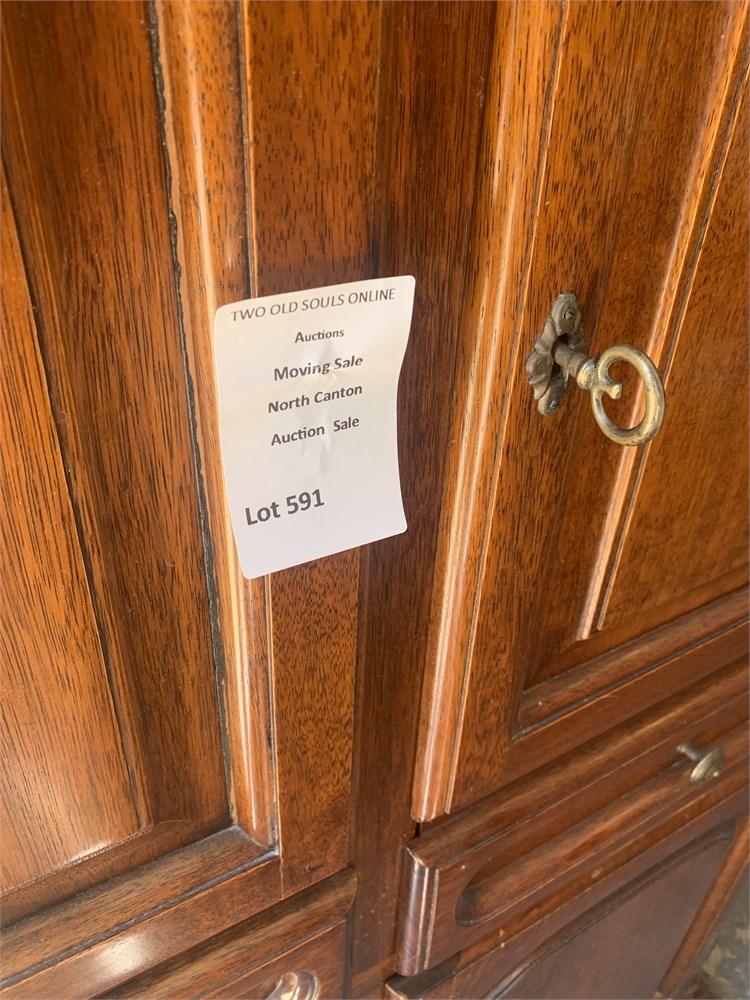 TWO OLD SOULS ONLINE
Auctions
Moving Sale
North Canton
Auction Sale
Lot 591